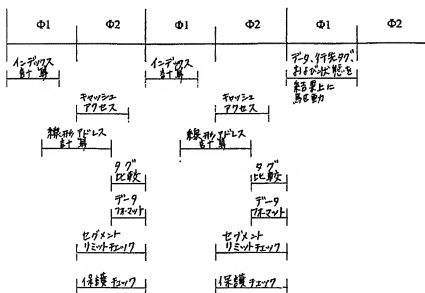 Φ1 Φ2 Φ1 Φ2 Φ1 Φ2
インデックス
計算
インデックス
計算
データ、行先タグ、
および状態を
結果上に
駆動
キャッシュ
アクセス
キャッシュ
アクセス
線形アドレス
計算
線形アドレス
計算
タグ
比較
タグ
比較
データ
フォーマット
データ
フォーマット
セグメント
リミットチェック
セグメント
リミットチェック
保護チェック
保護チェック